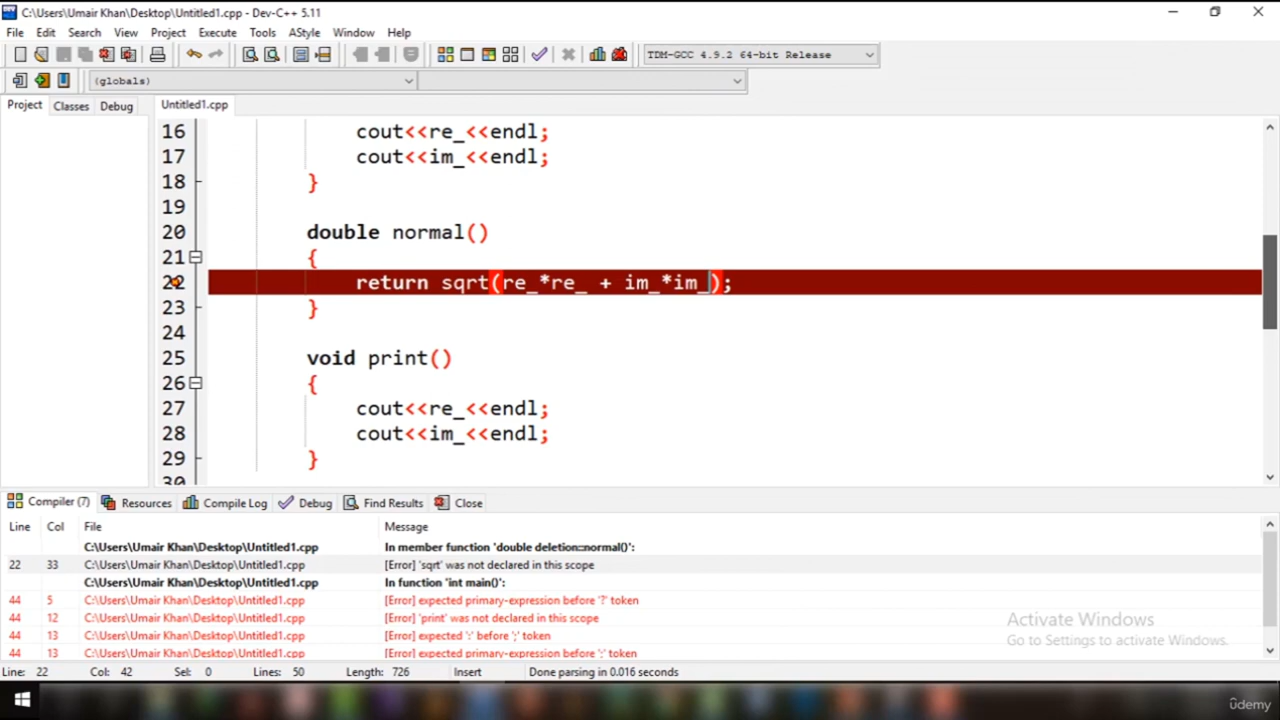 C:\Users\Umair Khan\Desktop\Untitled1.cpp - Dev-C++ 5.11
File Edit Search View Project Execute Tools AStyle Window Help
TDM-GCC 4.9.2 64-bit Release
(globals)
Project Classes Debug Untitled1.cpp
16 cout<<re_<<endl;
17 cout<<im_<<endl;
18 }
19
20 double normal()
21 {
22 return sqrt(re_*re_ + im_*im_);
23 }
24
25 void print()
26 {
27 cout<<re_<<endl;
28 cout<<im_<<endl;
29 }
30
Compiler (7) Resources Compile Log Debug Find Results Close
Line Col File Message
C:\Users\Umair Khan\Desktop\Untitled1.cpp In member function 'double deletion::normal()':
22 33 C:\Users\Umair Khan\Desktop\Untitled1.cpp [Error] 'sqrt' was not declared in this scope
C:\Users\Umair Khan\Desktop\Untitled1.cpp In function 'int main()':
44 5 C:\Users\Umair Khan\Desktop\Untitled1.cpp [Error] expected primary-expression before '?' token
44 12 C:\Users\Umair Khan\Desktop\Untitled1.cpp [Error] 'print' was not declared in this scope
44 13 C:\Users\Umair Khan\Desktop\Untitled1.cpp [Error] expected ':' before ';' token
44 13 C:\Users\Umair Khan\Desktop\Untitled1.cpp [Error] expected primary-expression before ';' token
Activate Windows
Go to Settings to activate Windows.
Line: 22 Col: 42 Sel: 0 Lines: 50 Length: 726 Insert Done parsing in 0.016 seconds
ûdemy